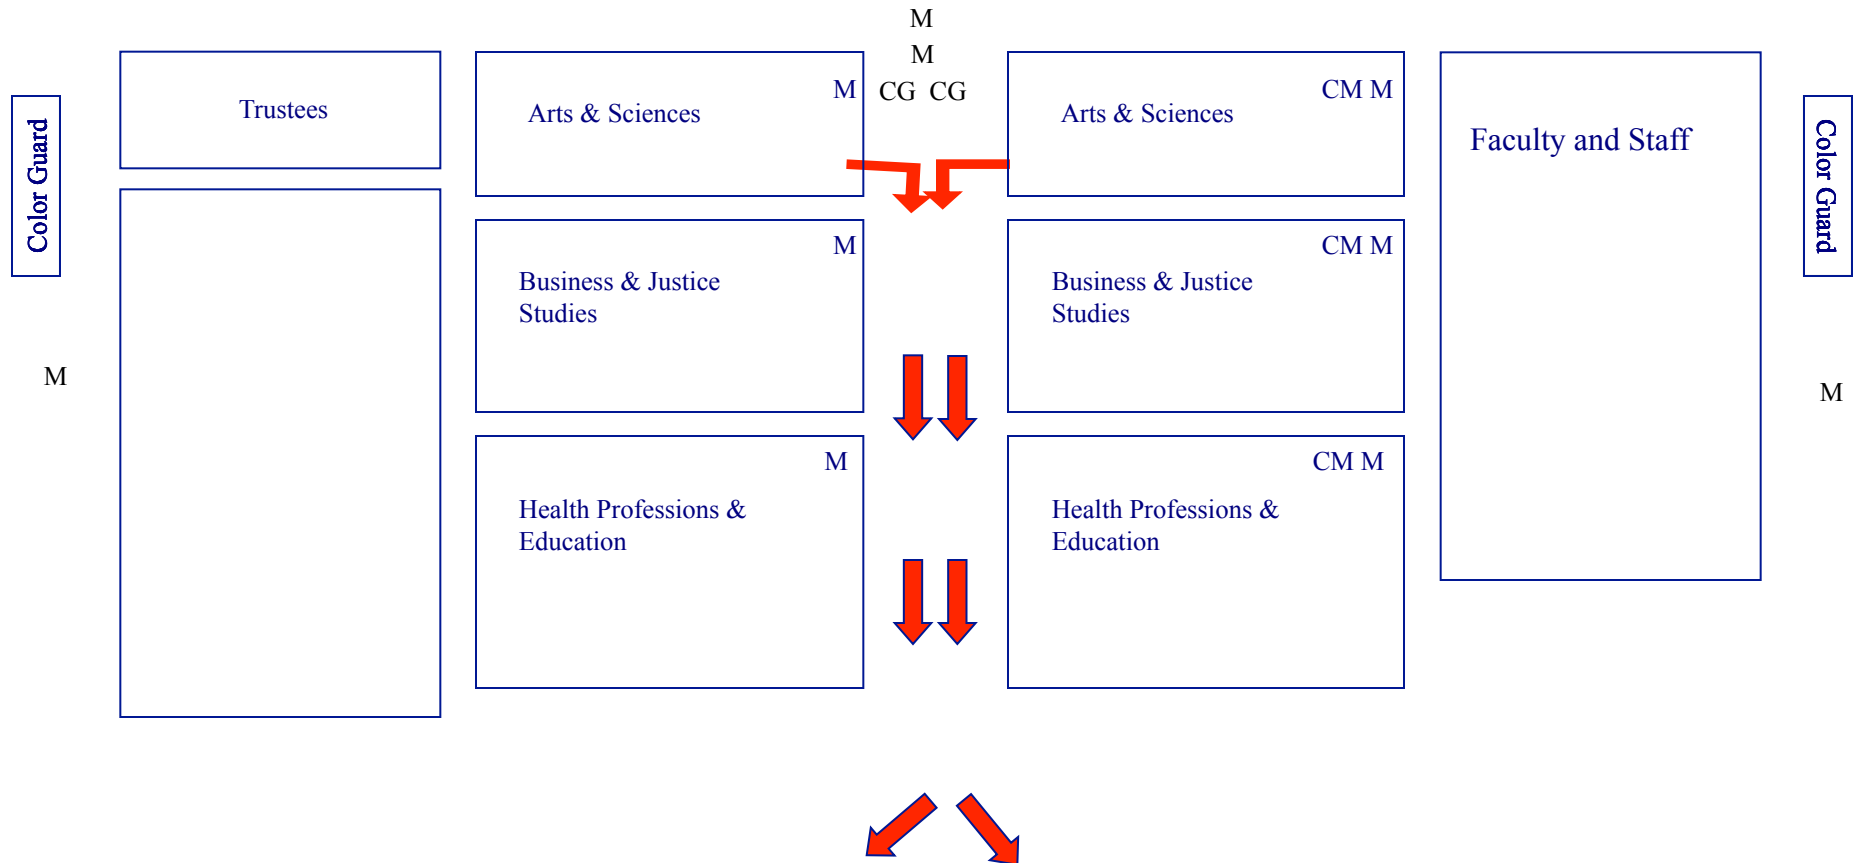 M
M
CG CG
Trustees
M
Arts & Sciences
CM M
Arts & Sciences
Faculty and Staff
Color Guard
Color Guard
M
Business & Justice
Studies
CM M
Business & Justice
Studies
M
M
M
Health Professions &
Education
CM M
Health Professions &
Education